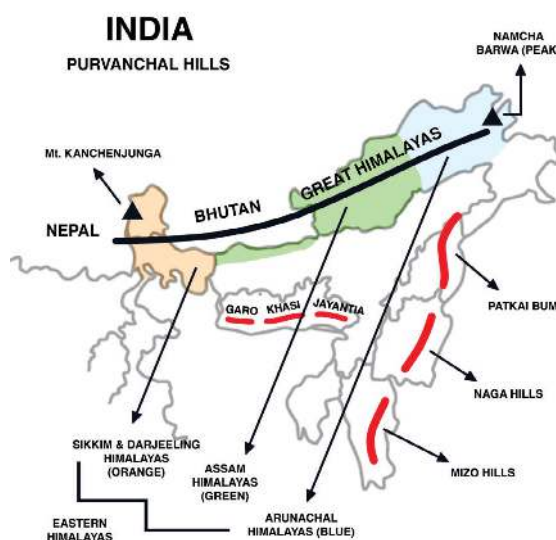 INDIA
PURVANCHAL HILLS
NAMCHA
BARWA (PEAK
Mt. KANCHENJUNGA
GREAT HIMALAYAS
BHUTAN
NEPAL
GARO KHASI JAYANTIA
PATKAI BUM
NAGA HILLS
MIZO HILLS
SIKKIM & DARJEELING
HIMALAYAS
(ORANGE)
ASSAM
HIMALAYAS
(GREEN)
ARUNACHAL
HIMALAYAS (BLUE)
EASTERN
HIMALAYAS